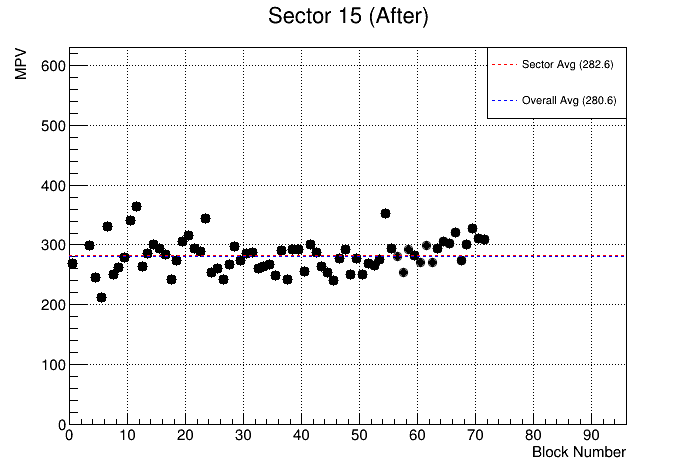 Sector 15 (After)
MPV
600
500
400
300
200
100
0
Sector Avg (282.6)
Overall Avg (280.6)
0 10 20 30 40 50 60 70 80 90
Block Number